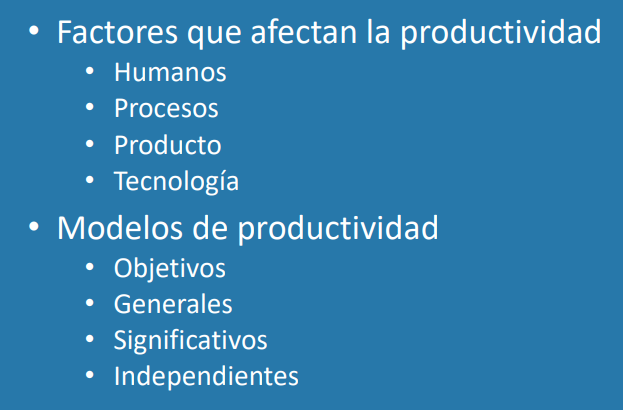 • Factores que afectan la productividad
• Humanos
• Procesos
• Producto
• Tecnología
• Modelos de productividad
• Objetivos
• Generales
• Significativos
• Independientes